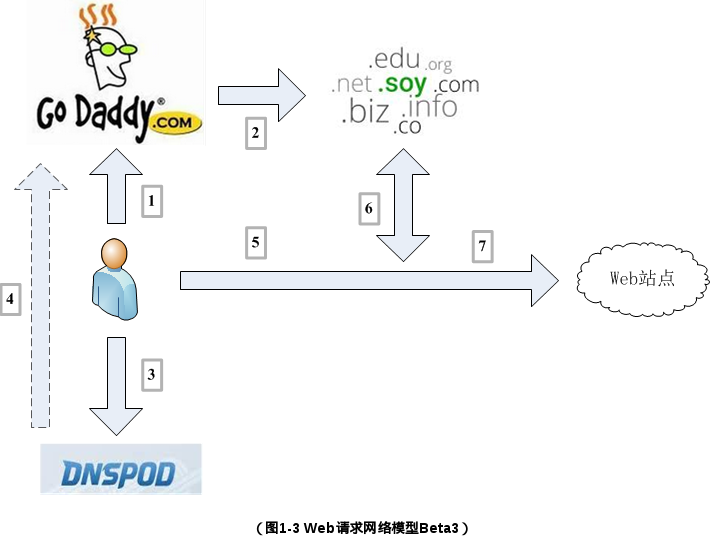 Go Daddy®
.COM
.edu .org
.net .soy .com
.biz .info
.co
2
1
6
5
7
4
Web站点
3
DNSPOD
（图1-3 Web请求网络模型Beta3）